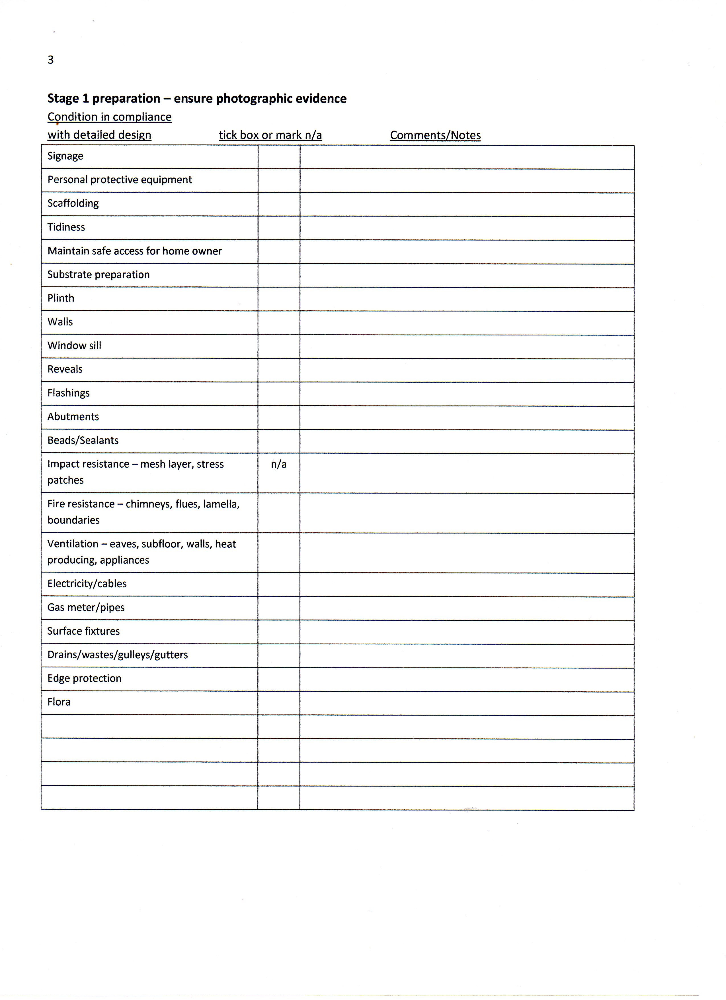 3
Stage 1 preparation – ensure photographic evidence
Condition in compliance
with detailed design tick box or mark n/a Comments/Notes
Signage
Personal protective equipment
Scaffolding
Tidiness
Maintain safe access for home owner
Substrate preparation
Plinth
Walls
Window sill
Reveals
Flashings
Abutments
Beads/Sealants
Impact resistance – mesh layer, stress n/a
patches
Fire resistance – chimneys, flues, lamella,
boundaries
Ventilation – eaves, subfloor, walls, heat
producing, appliances
Electricity/cables
Gas meter/pipes
Surface fixtures
Drains/wastes/gulleys/gutters
Edge protection
Flora